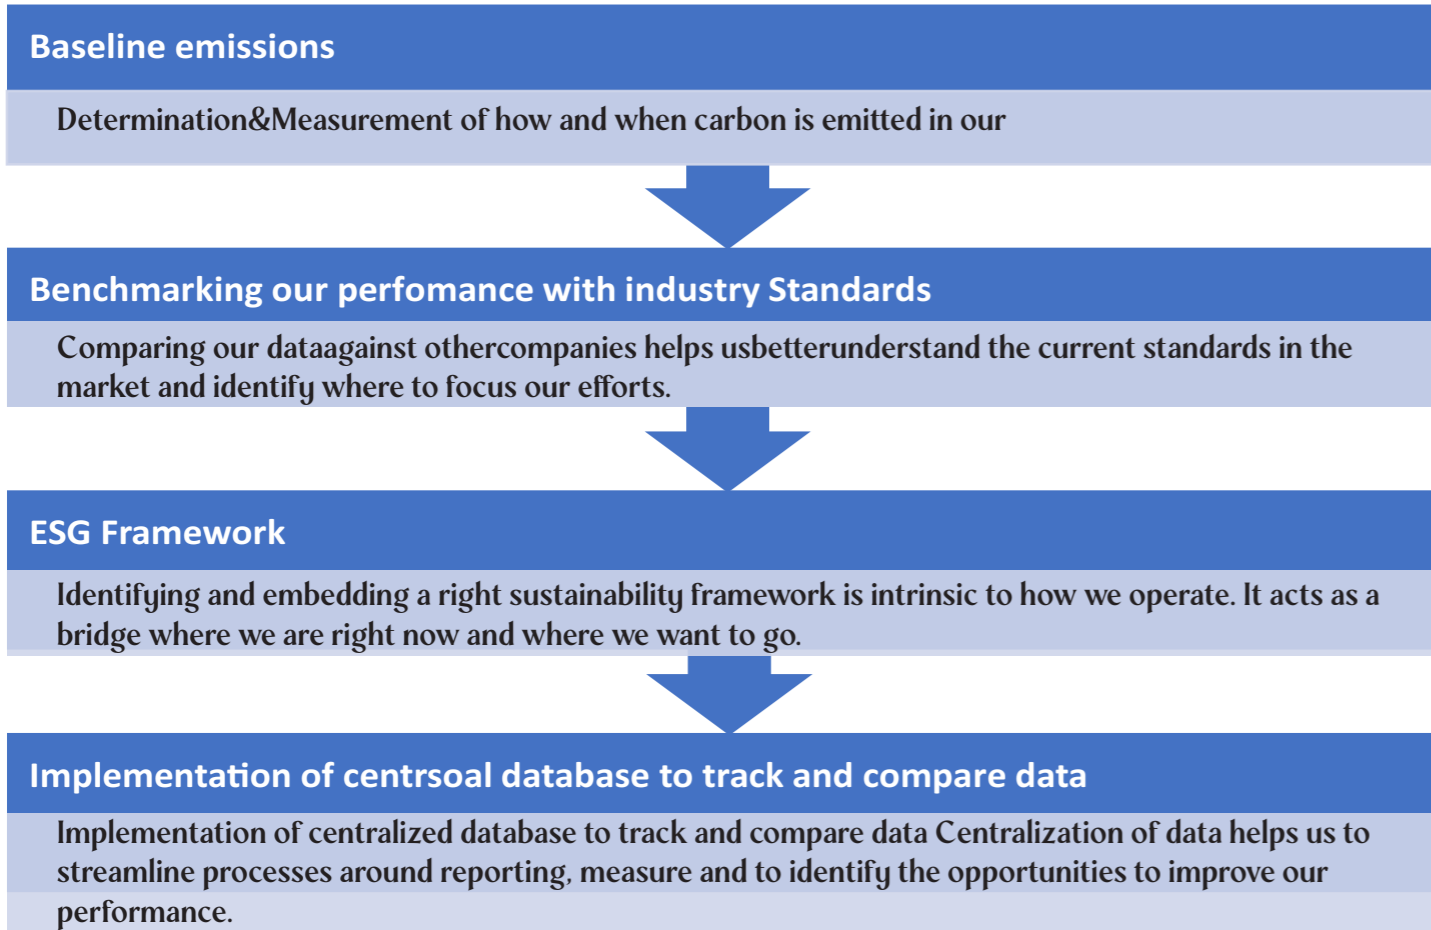 Baseline emissions
Determination&Measurement of how and when carbon is emitted in our
Benchmarking our perfomance with industry Standards
Comparing our dataagainst othercompanies helps usbetterunderstand the current standards in the
market and identify where to focus our efforts.
ESG Framework
Identifying and embedding a right sustainability framework is intrinsic to how we operate. It acts as a
bridge where we are right now and where we want to go.
Implementation of centrsoal database to track and compare data
Implementation of centralized database to track and compare data Centralization of data helps us to
streamline processes around reporting, measure and to identify the opportunities to improve our
performance.